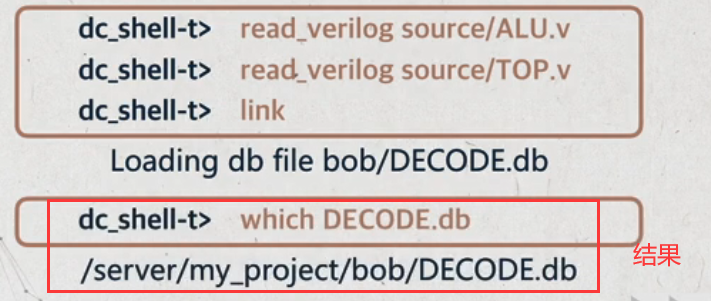 dc_shell-t> read_verilog source/ALU.v
dc_shell-t> read_verilog source/TOP.v
dc_shell-t> link
Loading db file bob/DECODE.db
dc_shell-t> which DECODE.db
/server/my_project/bob/DECODE.db
结果